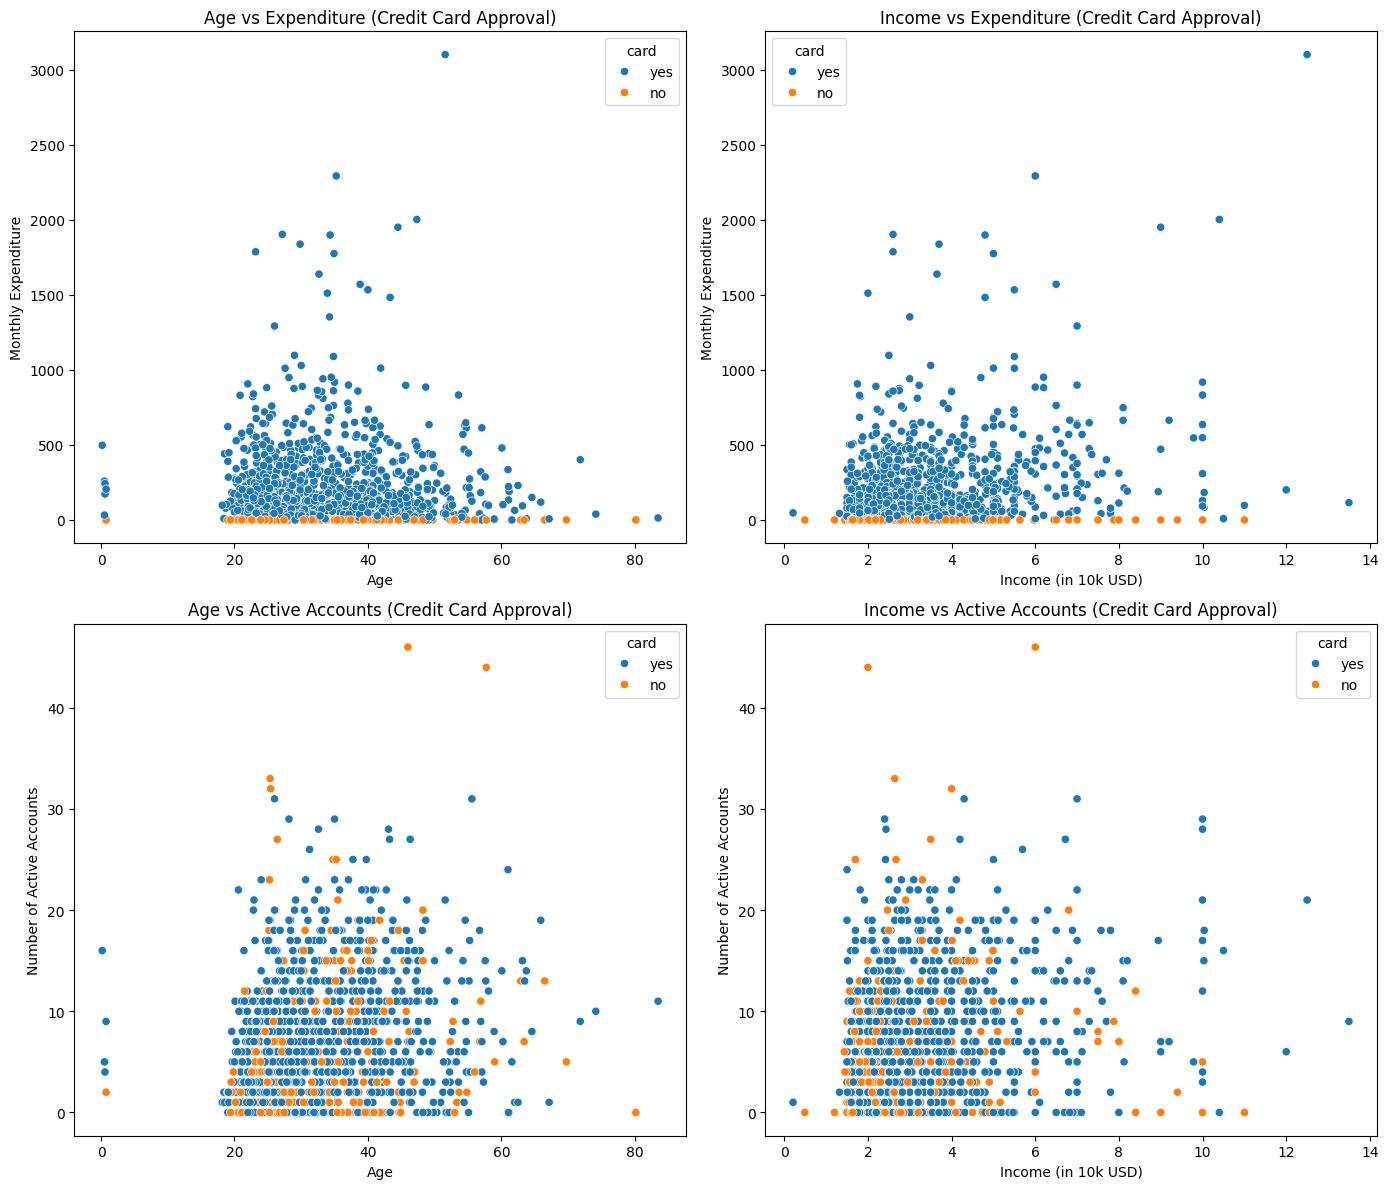 Age vs Expenditure (Credit Card Approval)
Monthly Expenditure
3000
2500
2000
1500
1000
500
0
0 20 40 60 80
Age
card
yes
no
Income vs Expenditure (Credit Card Approval)
Monthly Expenditure
3000
2500
2000
1500
1000
500
0
0 2 4 6 8 10 12 14
Income (in 10k USD)
card
yes
no
Age vs Active Accounts (Credit Card Approval)
Number of Active Accounts
40
30
20
10
0
0 20 40 60 80
Age
card
yes
no
Income vs Active Accounts (Credit Card Approval)
Number of Active Accounts
40
30
20
10
0
0 2 4 6 8 10 12 14
Income (in 10k USD)
card
yes
no